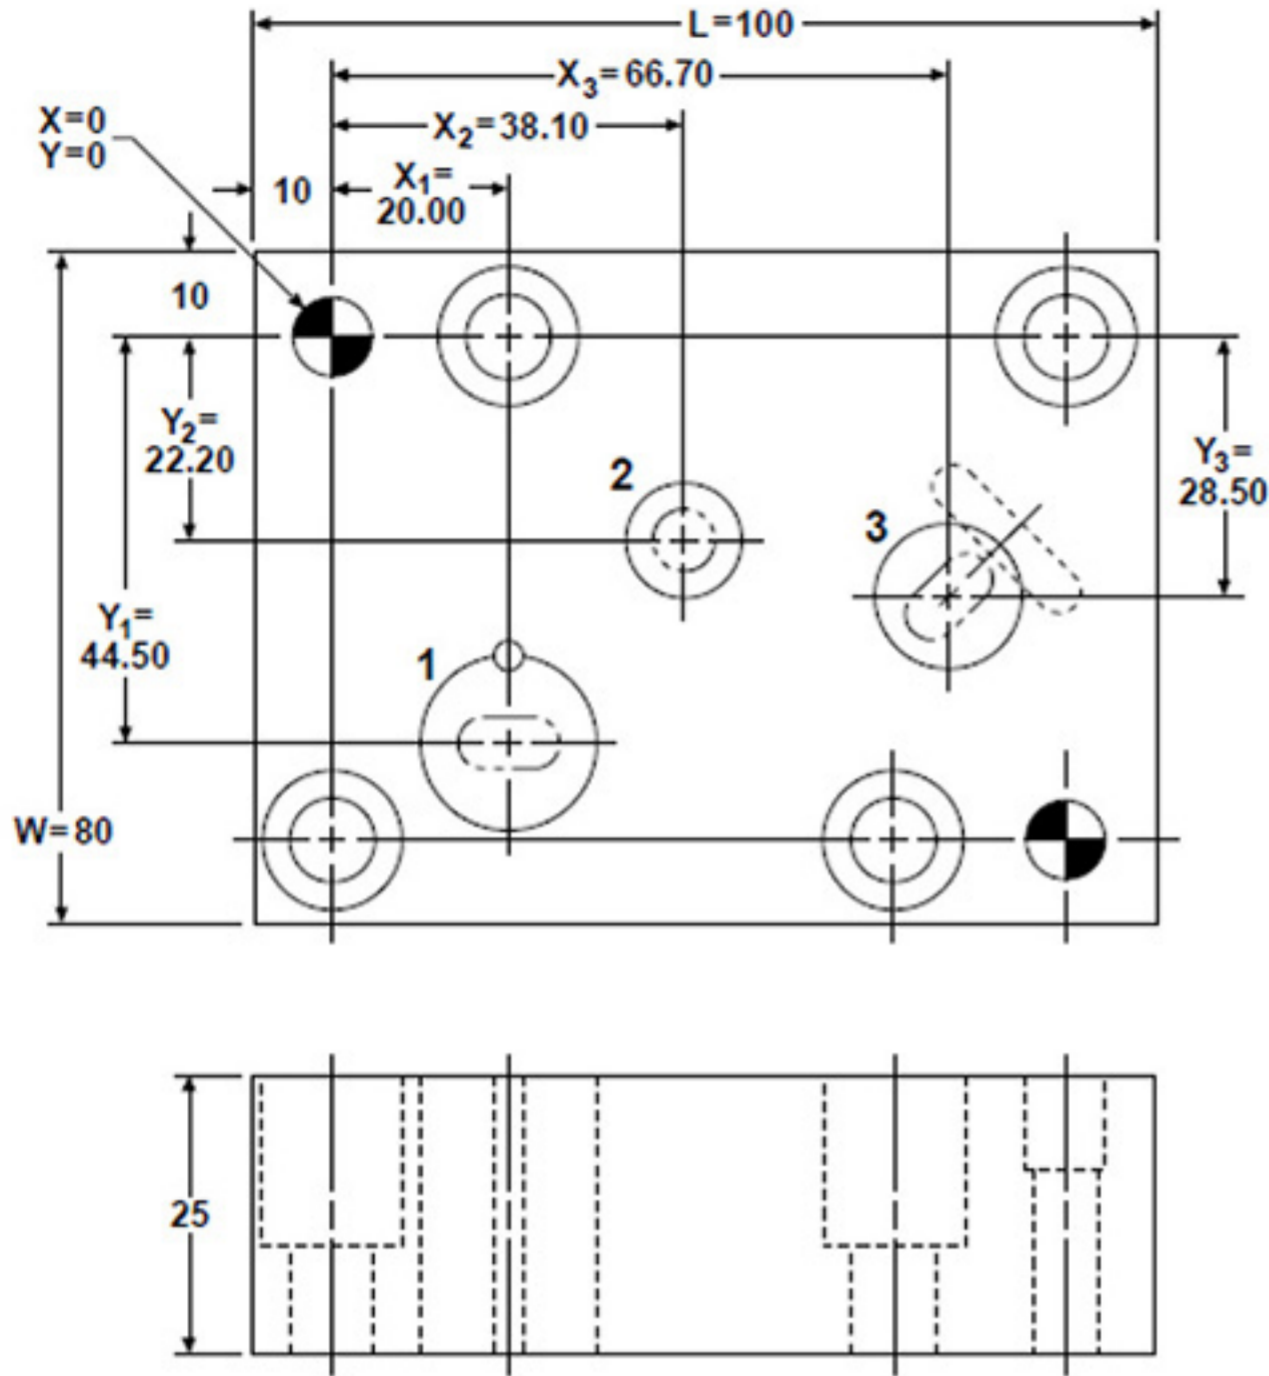 L=100
X3=66.70
X2=38.10
X=0
Y=0
10
X1=
20.00
10
Y2=
22.20
Y3=
28.50
2
3
Y1=
44.50
1
W=80
25